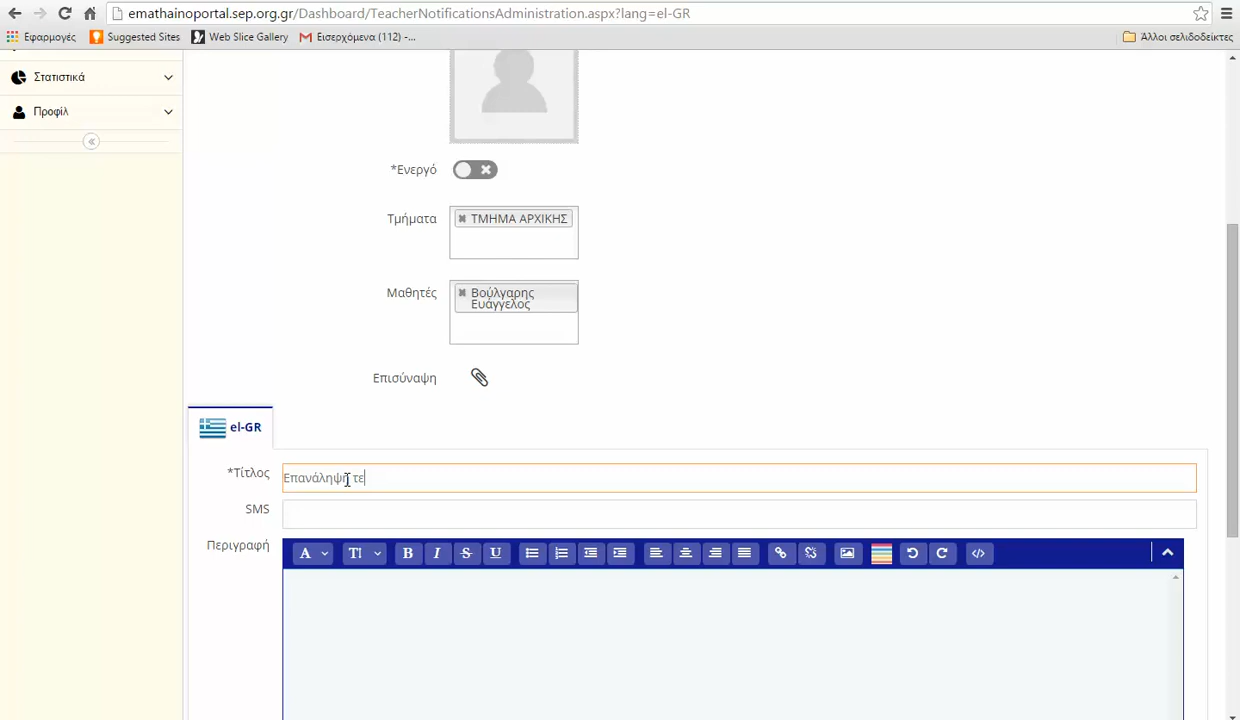 emathainoportal.sep.org.gr/Dashboard/TeacherNotificationsAdministration.aspx?lang=el-GR
Εφαρμογές Suggested Sites Web Slice Gallery Εισερχόμενα (112) -... Άλλοι σελιδοδείκτες
Στατιστικά
Προφίλ
*Ενεργό
Τμήματα ΤΜΗΜΑ ΑΡΧΙΚΗΣ
Μαθητές Βούλγαρης
Ευάγγελος
Επισύναψη
el-GR
*Τίτλος Επανάληψη τε
SMS
Περιγραφή